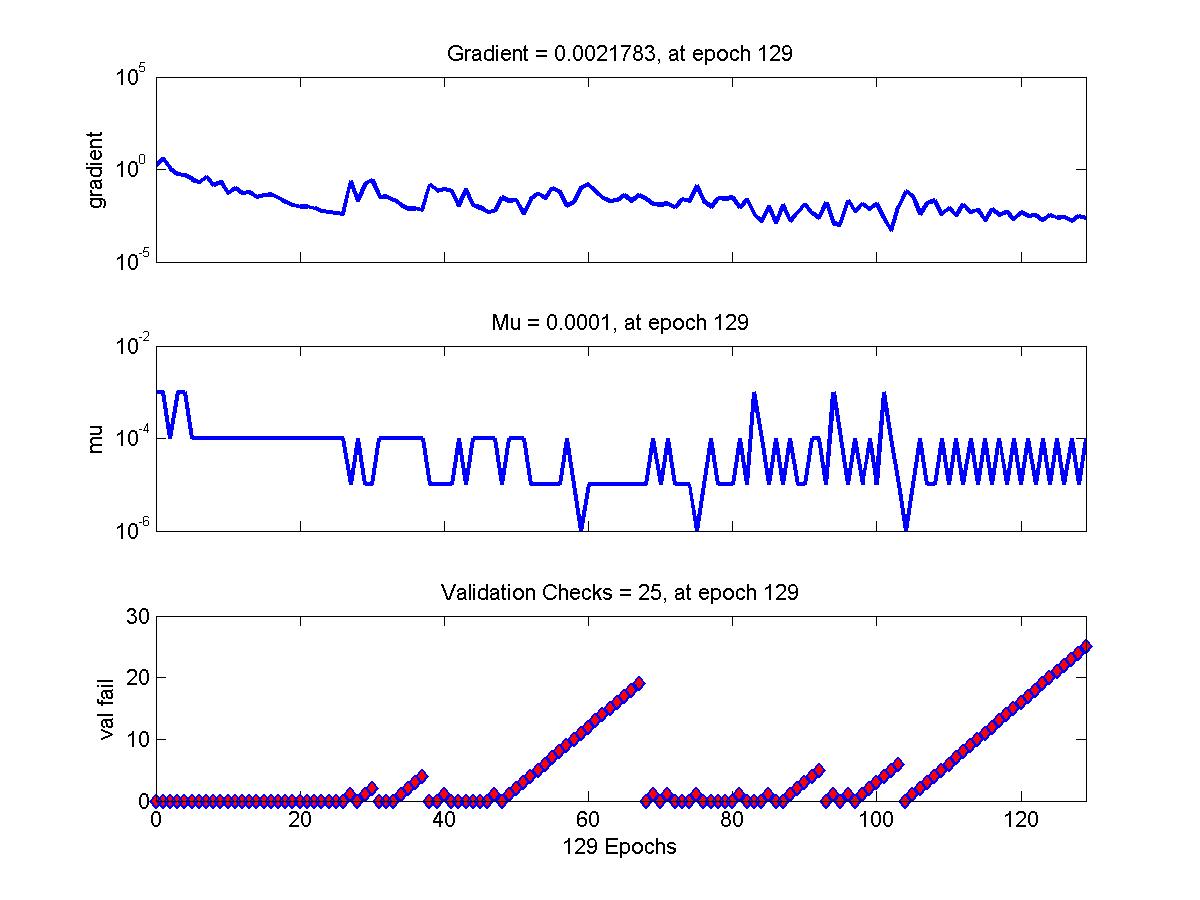 Gradient = 0.0021783, at epoch 129
10^5
10^0
10^-5
gradient
Mu = 0.0001, at epoch 129
10^-2
10^-4
10^-6
mu
Validation Checks = 25, at epoch 129
30
20
10
0
val fail
0 20 40 60 80 100 120
129 Epochs